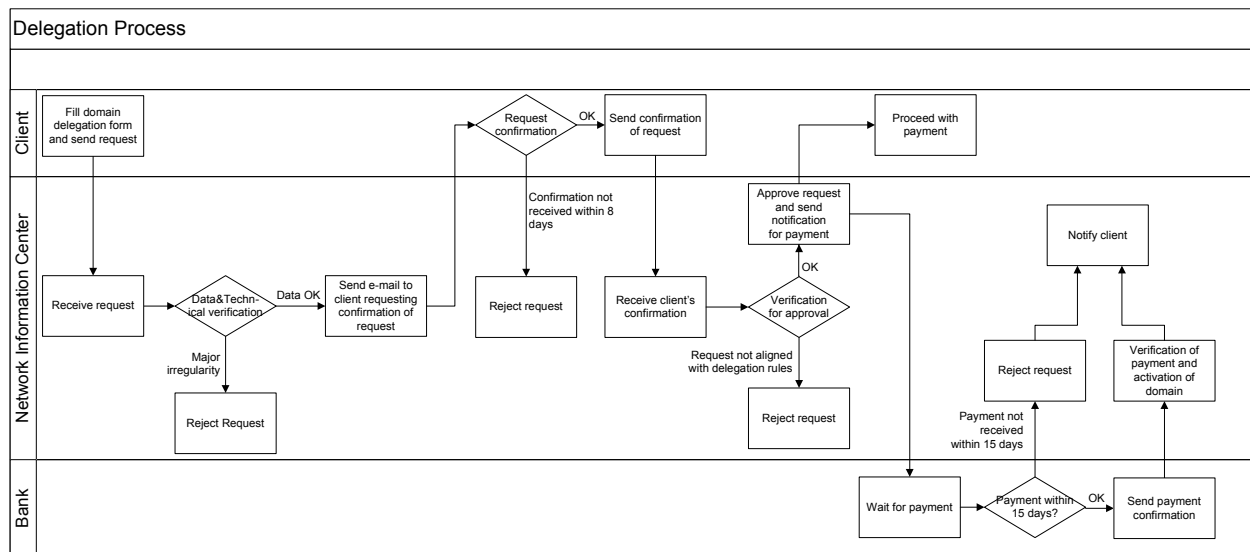 Delegation Process
Client
Fill domain
delegation form
and send request
Request
confirmation
OK
Send confirmation
of request
Proceed with
payment
Network Information Center
Confirmation not
received within 8
days
Approve request
and send
notification
for payment
Notify client
OK
Receive request
Data&Techn-
ical verification
Data OK
Send e-mail to
client requesting
confirmation of
request
Reject request
Receive client's
confirmation
Verification
for approval
Major
irregularity
Request not aligned
with delegation rules
Reject request
Verification of
payment and
activation of
domain
Reject Request
Reject request
Payment not
received
within 15 days
Bank
Wait for payment
Payment within
15 days?
OK
Send payment
confirmation